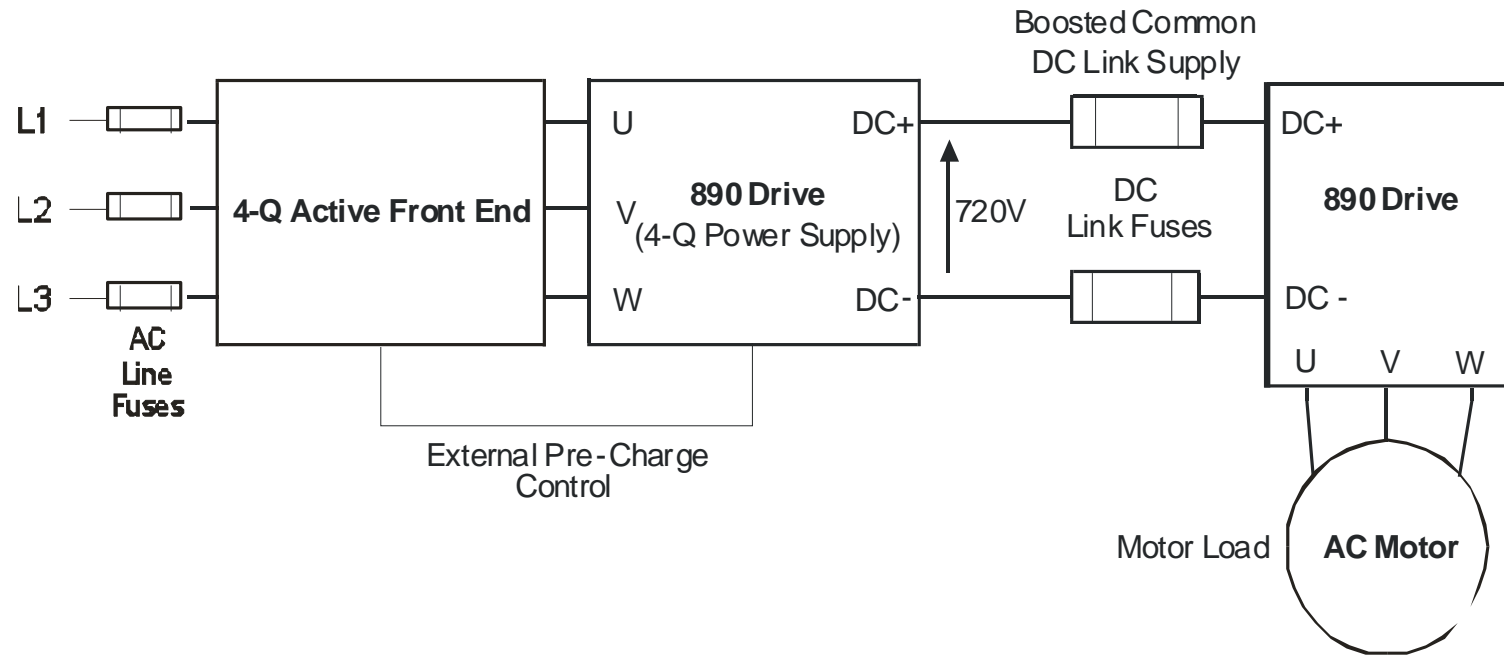 Boosted Common
DC Link Supply
L1
U
DC+
DC+
L2
4-Q Active Front End
V
890 Drive
(4-Q Power Supply)
720V
DC
Link Fuses
890 Drive
L3
W
DC-
DC -
AC
Line
Fuses
U V W
External Pre-Charge
Control
Motor Load
AC Motor